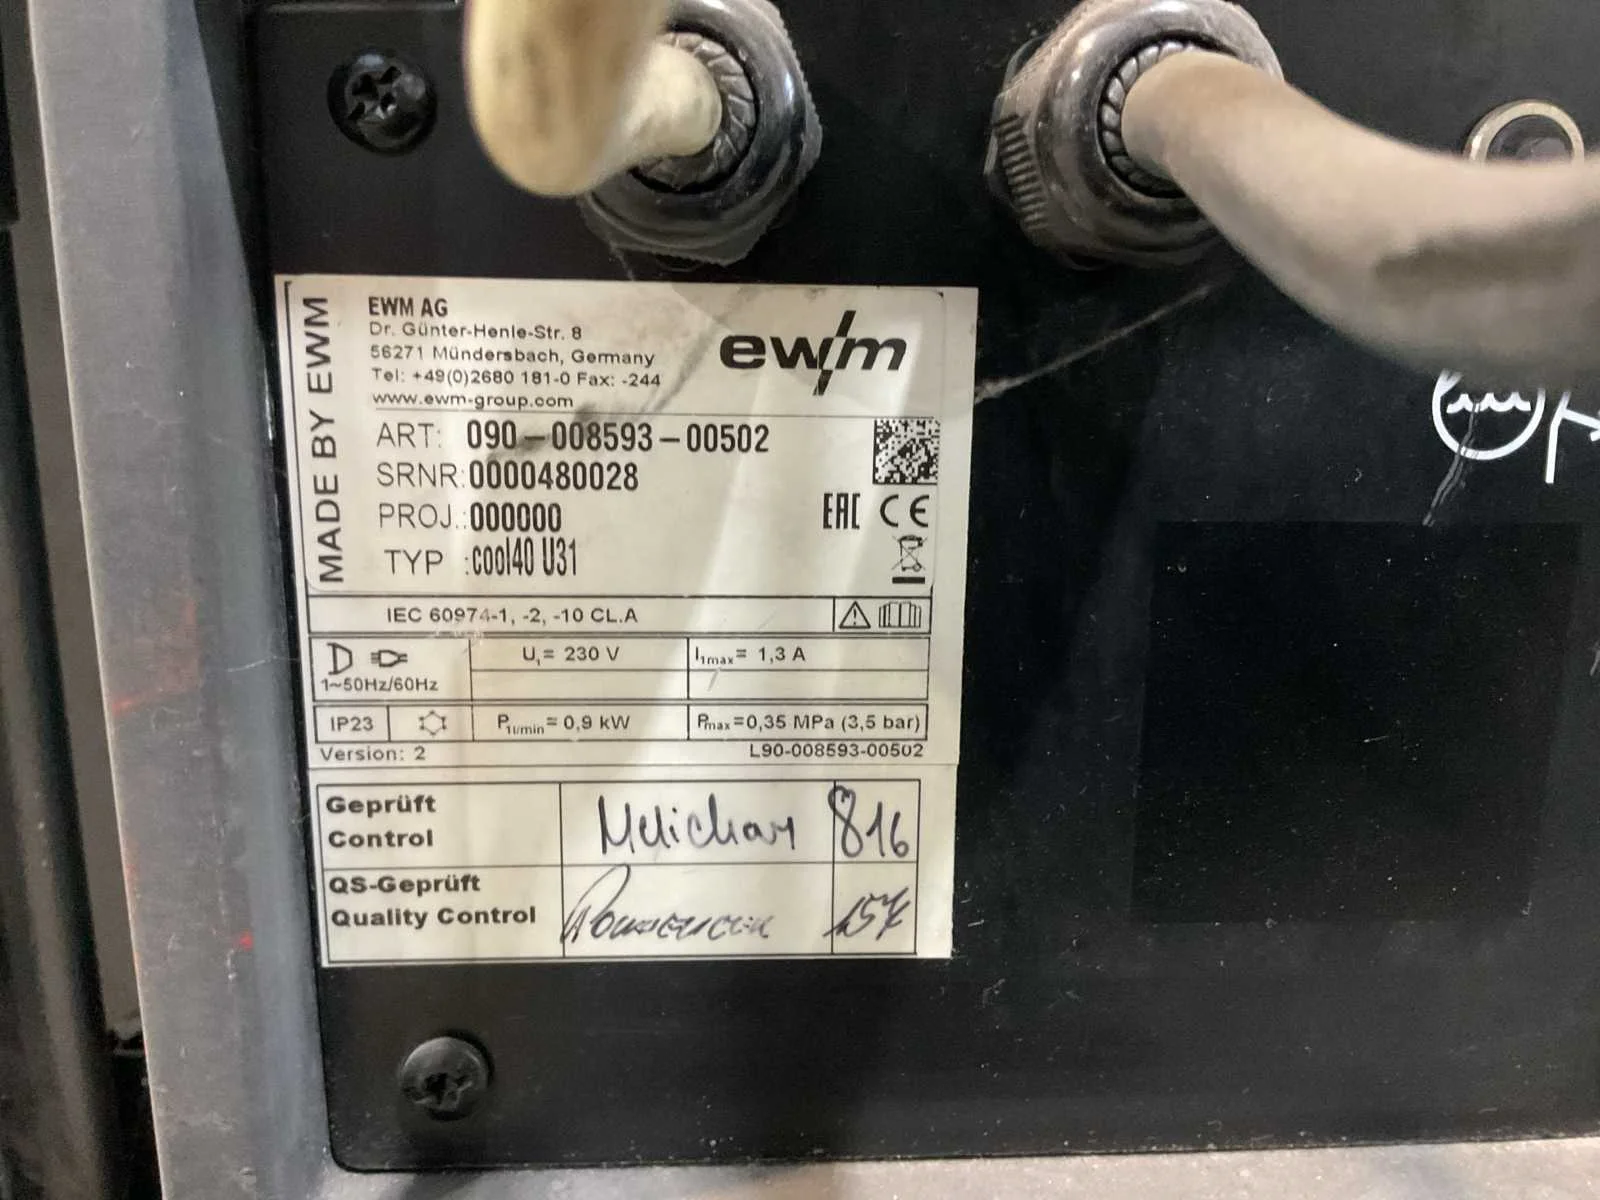 MADE BY EWM
EWM AG
Dr. Günter-Henle-Str. 8
56271 Mündersbach, Germany
Tel: +49(0)2680 181-0 Fax: -244
www.ewm-group.com
ewm
ART: 090-008593-00502
SRNR:0000480028
PROJ.:000000
TYP :cool40 U31
EAC CE
IEC 60974-1, -2, -10 CL.A
U1= 230 V
I1max= 1,3 A
1~50Hz/60Hz
IP23
P1l/min= 0,9 kW
Pmax=0,35 MPa (3,5 bar)
Version: 2
L90-008593-00502
Geprüft
Control
816
QS-Geprüft
Quality Control